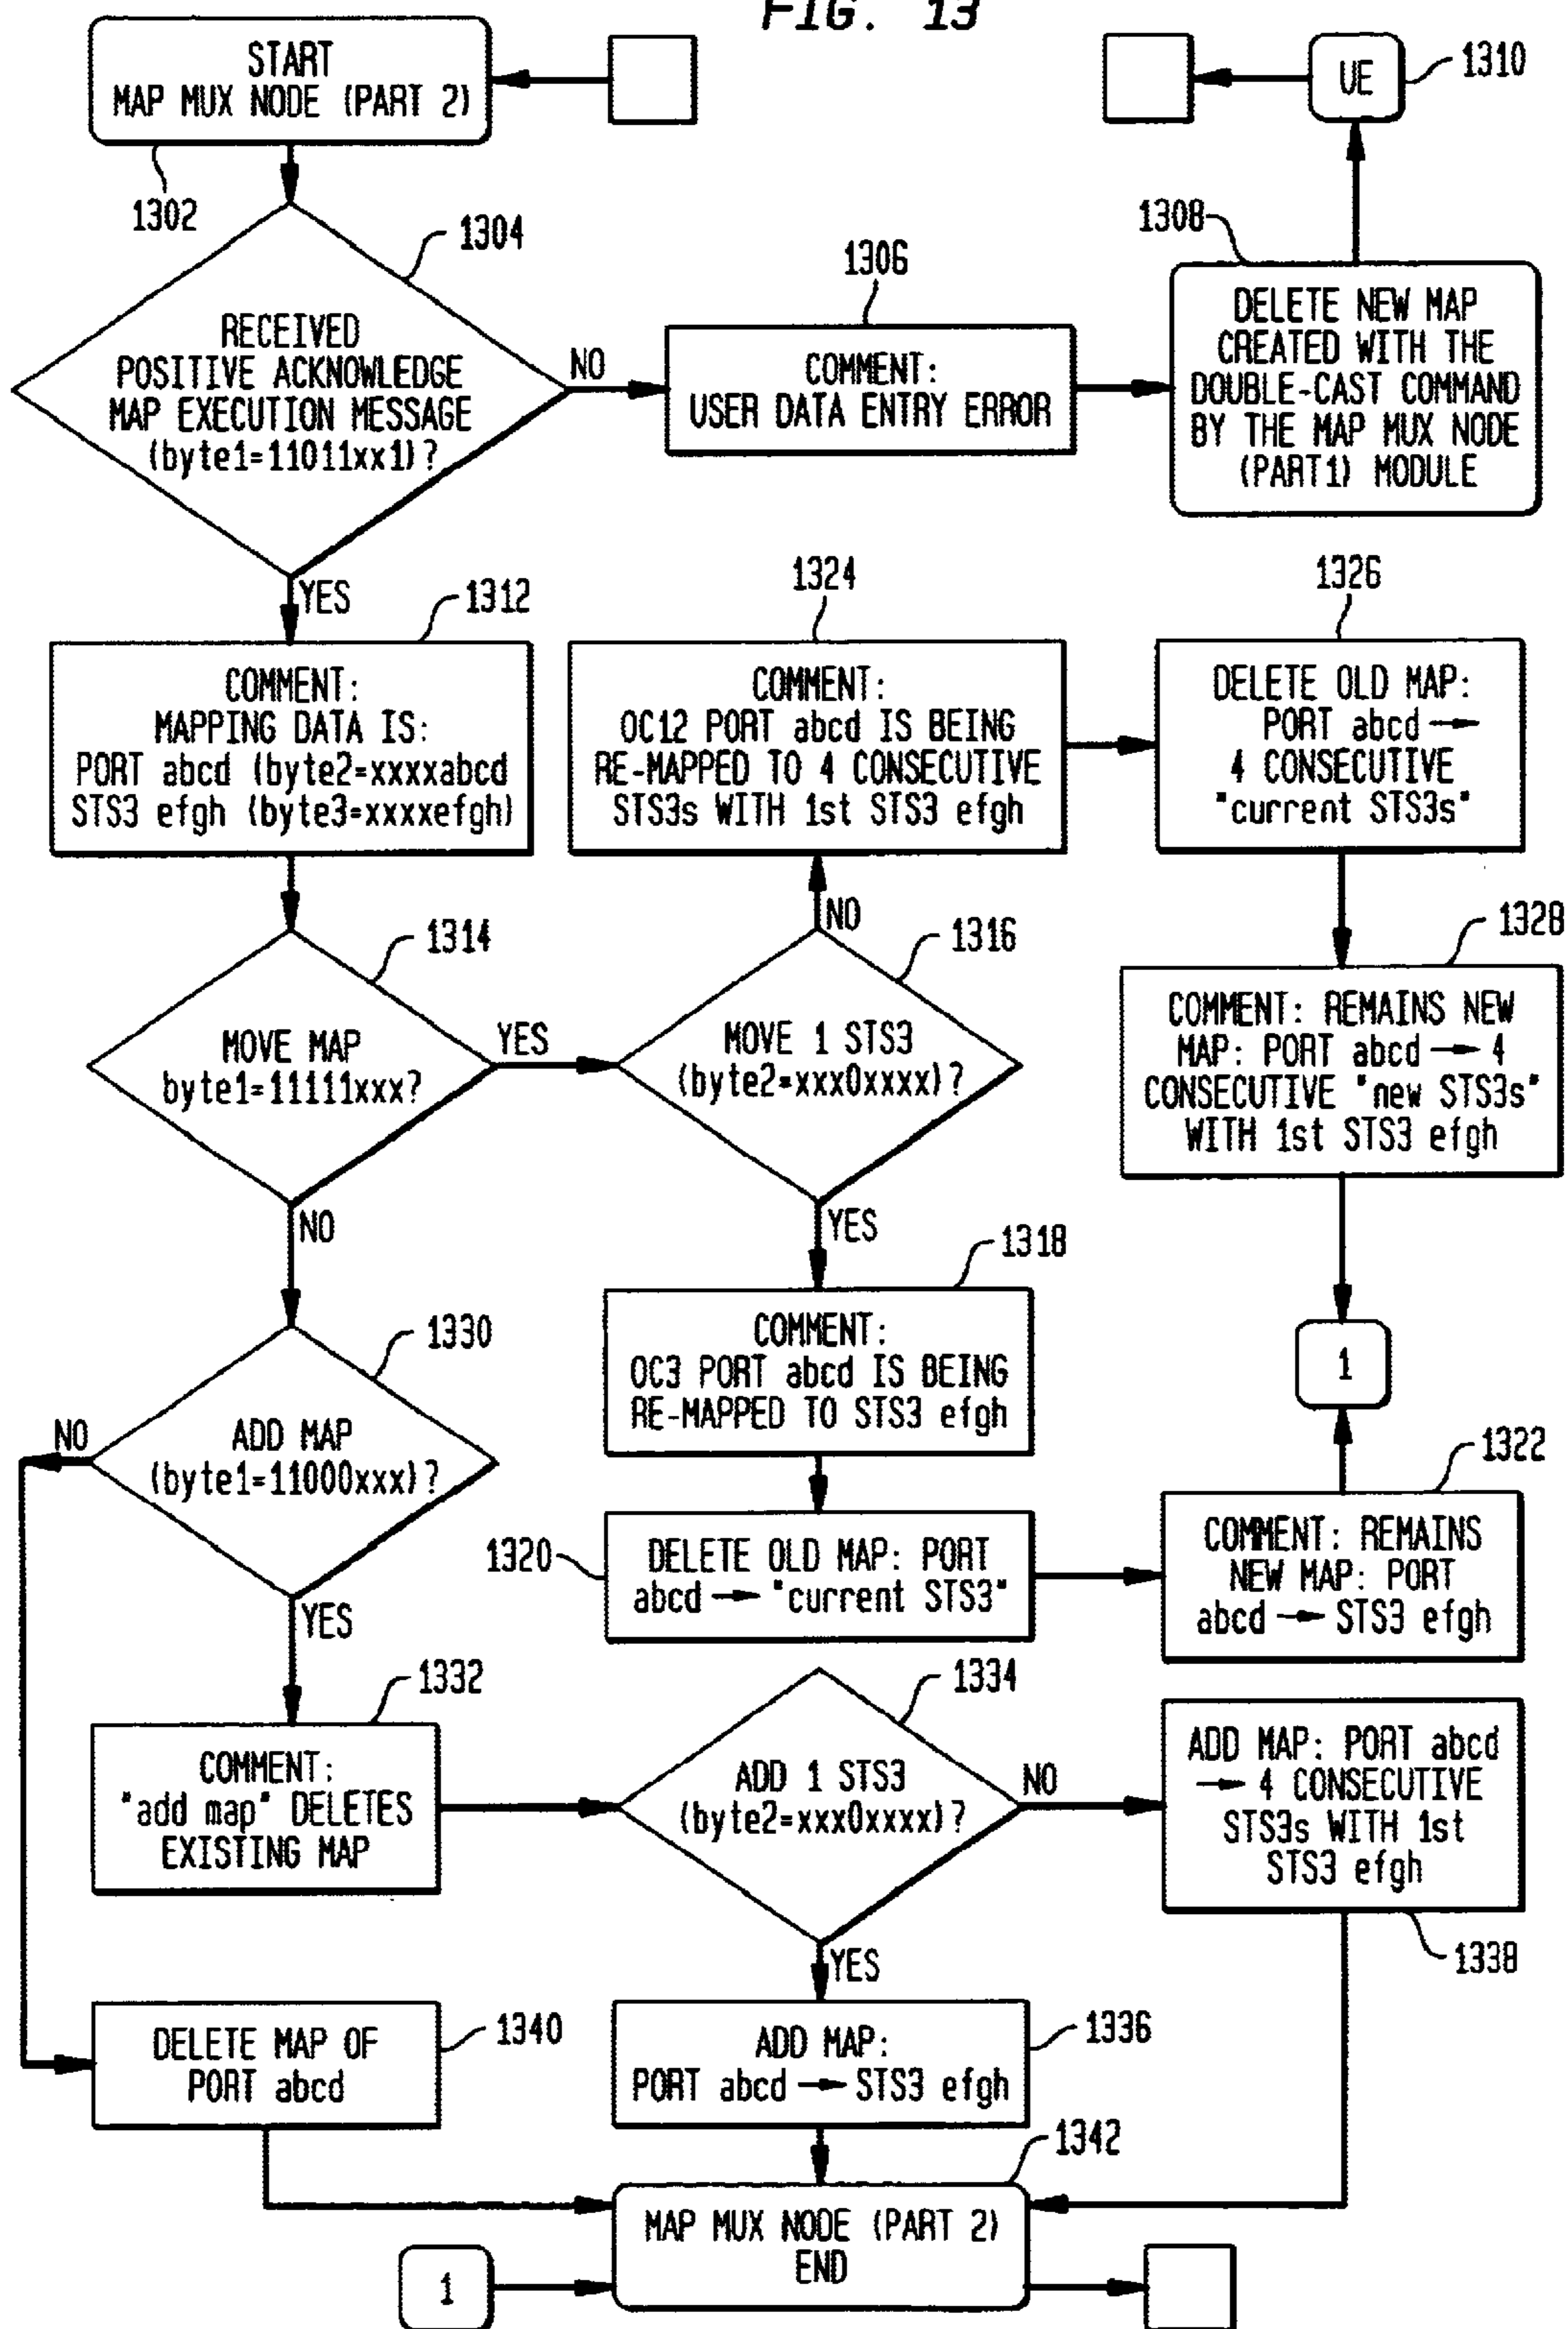 FIG. 13
START
MAP MUX NODE (PART 2)
1302
UE
1310
1304
RECEIVED
POSITIVE ACKNOWLEDGE
MAP EXECUTION MESSAGE
(byte1=11011xx1)?
NO
YES
1306
COMMENT:
USER DATA ENTRY ERROR
1308
DELETE NEW MAP
CREATED WITH THE
DOUBLE-CAST COMMAND
BY THE MAP MUX NODE
(PART1) MODULE
1312
COMMENT:
MAPPING DATA IS:
PORT abcd (byte2=xxxxabcd
STS3 efgh (byte3=xxxxefgh)
1324
COMMENT:
OC12 PORT abcd IS BEING
RE-MAPPED TO 4 CONSECUTIVE
STS3s WITH 1st STS3 efgh
1326
DELETE OLD MAP:
PORT abcd →
4 CONSECUTIVE
"current STS3s"
1314
MOVE MAP
byte1=11111xxx?
YES
NO
1316
NO
MOVE 1 STS3
(byte2=xxx0xxxx)?
YES
1328
COMMENT: REMAINS NEW
MAP: PORT abcd → 4
CONSECUTIVE "new STS3s"
WITH 1st STS3 efgh
1
1318
COMMENT:
OC3 PORT abcd IS BEING
RE-MAPPED TO STS3 efgh
1330
ADD MAP
(byte1=11000xxx)?
NO
YES
1320
DELETE OLD MAP: PORT
abcd → "current STS3"
1322
COMMENT: REMAINS
NEW MAP: PORT
abcd → STS3 efgh
1332
COMMENT:
"add map" DELETES
EXISTING MAP
1334
ADD 1 STS3
(byte2=xxx0xxxx)?
NO
YES
ADD MAP: PORT abcd
→ 4 CONSECUTIVE
STS3s WITH 1st
STS3 efgh
1338
DELETE MAP OF
PORT abcd
1340
ADD MAP:
PORT abcd → STS3 efgh
1336
1342
MAP MUX NODE (PART 2)
END
1